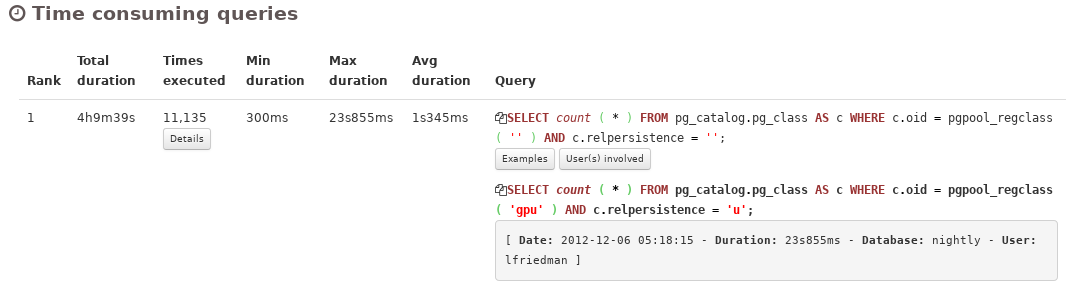 Time consuming queries
Rank Total duration Times executed Min duration Max duration Avg duration Query
1 4h9m39s 11,135 300ms 23s855ms 1s345ms SELECT count ( * ) FROM pg_catalog.pg_class AS c WHERE c.oid = pgpool_regclass
Details
( '' ) AND c.relpersistence = '';
Examples User(s) involved
SELECT count ( * ) FROM pg_catalog.pg_class AS c WHERE c.oid = pgpool_regclass
( 'gpu' ) AND c.relpersistence = 'u';
[ Date: 2012-12-06 05:18:15 - Duration: 23s855ms - Database: nightly - User:
lfriedman ]